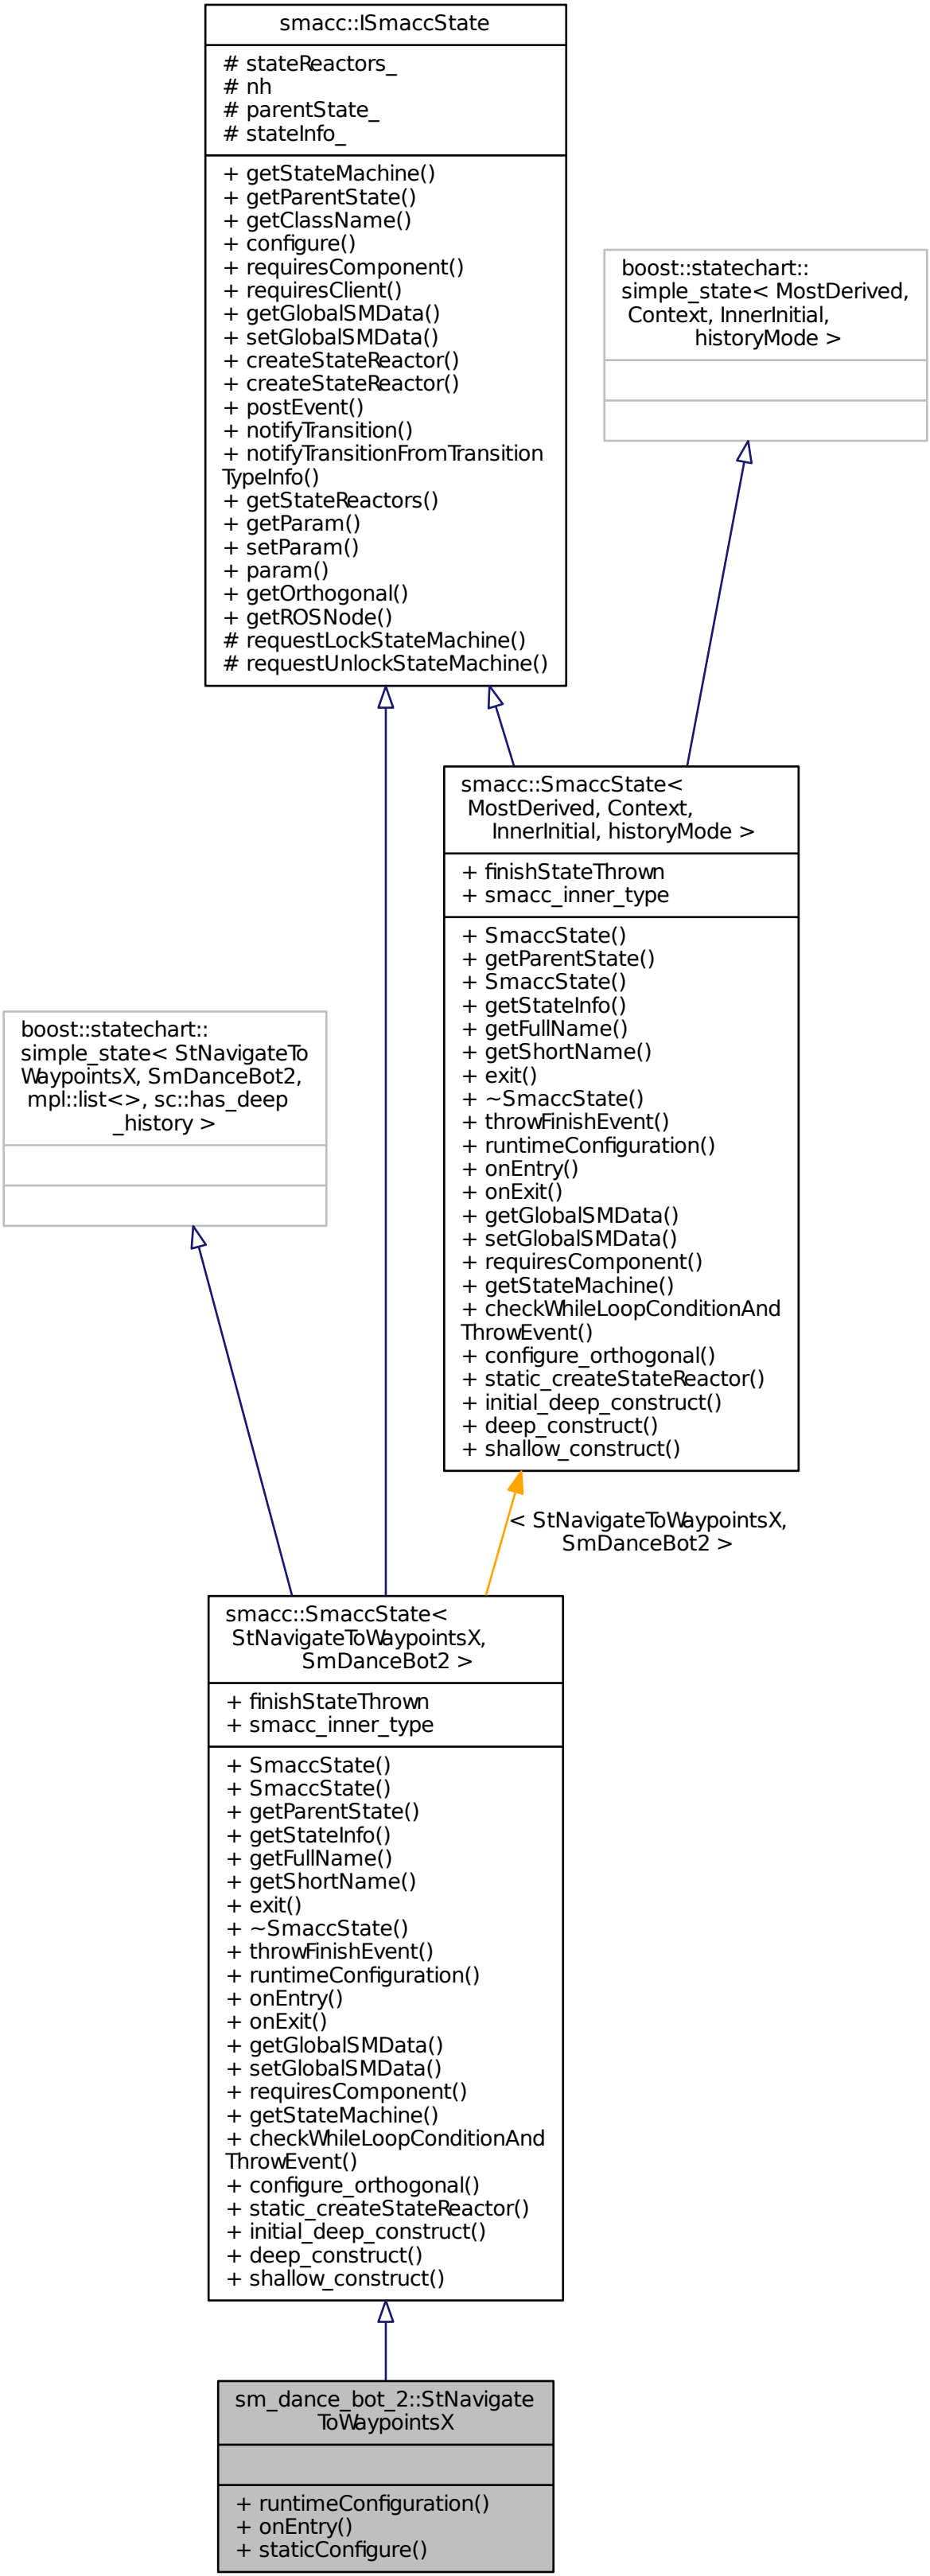 smacc::ISmaccState
# stateReactors_
# nh
# parentState_
# stateInfo_
+ getStateMachine()
+ getParentState()
+ getClassName()
+ configure()
+ requiresComponent()
+ requiresClient()
+ getGlobalSMData()
+ setGlobalSMData()
+ createStateReactor()
+ createStateReactor()
+ postEvent()
+ notifyTransition()
+ notifyTransitionFromTransition
TypeInfo()
+ getStateReactors()
+ getParam()
+ setParam()
+ param()
+ getOrthogonal()
+ getROSNode()
# requestLockStateMachine()
# requestUnlockStateMachine()
boost::statechart::
simple_state< MostDerived,
Context, InnerInitial,
historyMode >
smacc::SmaccState<
MostDerived, Context,
InnerInitial, historyMode >
+ finishStateThrown
+ smacc_inner_type
+ SmaccState()
+ getParentState()
+ SmaccState()
+ getStateInfo()
+ getFullName()
+ getShortName()
+ exit()
+ ~SmaccState()
+ throwFinishEvent()
+ runtimeConfiguration()
+ onEntry()
+ onExit()
+ getGlobalSMData()
+ setGlobalSMData()
+ requiresComponent()
+ getStateMachine()
+ checkWhileLoopConditionAnd
ThrowEvent()
+ configure_orthogonal()
+ static_createStateReactor()
+ initial_deep_construct()
+ deep_construct()
+ shallow_construct()
boost::statechart::
simple_state< StNavigateTo
WaypointsX, SmDanceBot2,
mpl::list<>, sc::has_deep
_history >
< StNavigateToWaypointsX,
SmDanceBot2 >
smacc::SmaccState<
StNavigateToWaypointsX,
SmDanceBot2 >
+ finishStateThrown
+ smacc_inner_type
+ SmaccState()
+ SmaccState()
+ getParentState()
+ getStateInfo()
+ getFullName()
+ getShortName()
+ exit()
+ ~SmaccState()
+ throwFinishEvent()
+ runtimeConfiguration()
+ onEntry()
+ onExit()
+ getGlobalSMData()
+ setGlobalSMData()
+ requiresComponent()
+ getStateMachine()
+ checkWhileLoopConditionAnd
ThrowEvent()
+ configure_orthogonal()
+ static_createStateReactor()
+ initial_deep_construct()
+ deep_construct()
+ shallow_construct()
sm_dance_bot_2::StNavigate
ToWaypointsX
+ runtimeConfiguration()
+ onEntry()
+ staticConfigure()